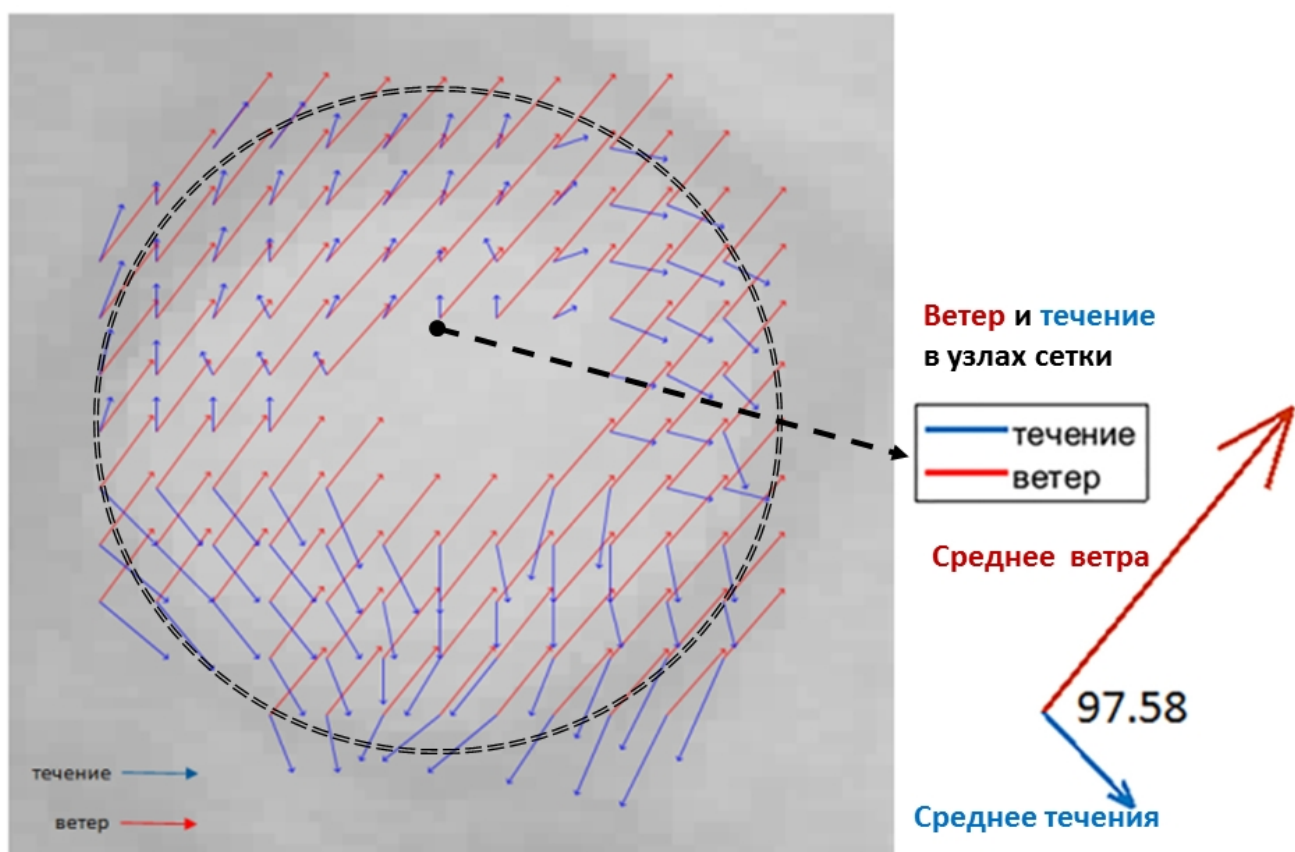 Ветер и течение
в узлах сетки
течение
ветер
Среднее ветра
97.58
Среднее течения
течение
ветер